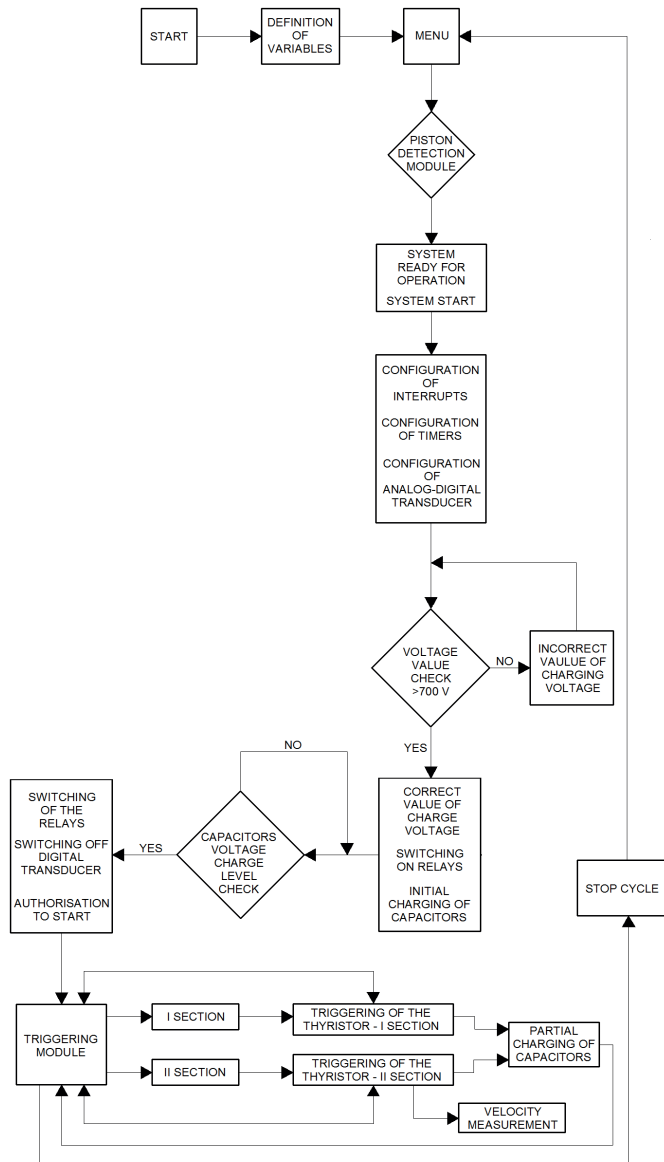 START
DEFINITION
OF
VARIABLES
MENU
PISTON
DETECTION
MODULE
SYSTEM
READY FOR
OPERATION
SYSTEM START
CONFIGURATION
OF
INTERRUPTS
CONFIGURATION
OF TIMERS
CONFIGURATION
OF
ANALOG-DIGITAL
TRANSDUCER
VOLTAGE
VALUE
CHECK
>700 V
NO
INCORRECT
VAULUE OF
CHARGING
VOLTAGE
YES
CORRECT
VALUE OF
CHARGE
VOLTAGE
SWITCHING
ON RELAYS
INITIAL
CHARGING OF
CAPACITORS
NO
CAPACITORS
VOLTAGE
CHARGE
LEVEL
CHECK
YES
SWITCHING
OF THE
RELAYS
SWITCHING OFF
DIGITAL
TRANSDUCER
AUTHORISATION
TO START
STOP CYCLE
TRIGGERING
MODULE
I SECTION
TRIGGERING OF THE
THYRISTOR - I SECTION
II SECTION
TRIGGERING OF THE
THYRISTOR - II SECTION
PARTIAL
CHARGING OF
CAPACITORS
VELOCITY
MEASUREMENT